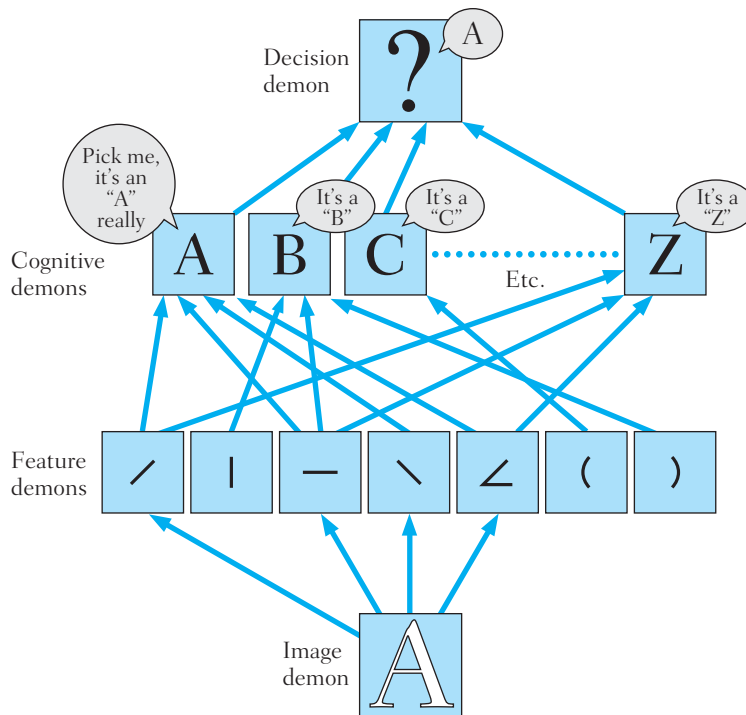 A
Decision
demon
?
Pick me,
it's an
“A”
really
It's a
“B”
It's a
“C”
It's a
“Z”
Cognitive
demons
A
B
C
Z
Etc.
Feature
demons
Image
demon
A